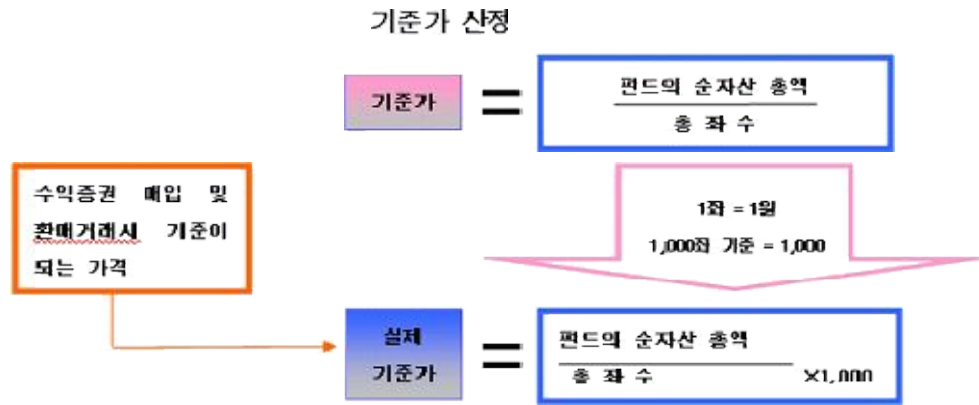 기준가 산정
기준가
=
펀드의 순자산 총액
총 좌 수
수익증권 매입 및
환매거래시 기준이
되는 가격
1좌 = 1원
1,000좌 기준 = 1,000
실제
기준가
=
펀드의 순자산 총액
총 좌 수 ×1,000